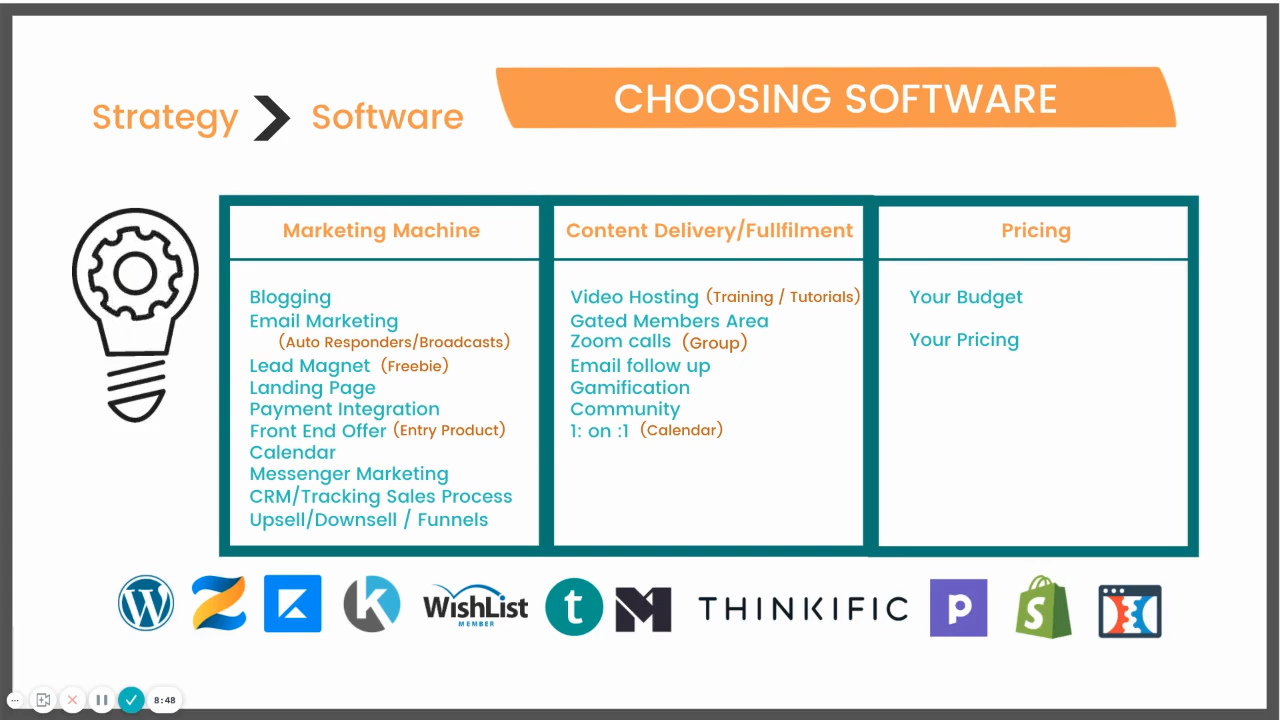 CHOOSING SOFTWARE
Strategy
Software
Marketing Machine
Blogging
Email Marketing
(Auto Responders/Broadcasts)
Lead Magnet (Freebie)
Landing Page
Payment Integration
Front End Offer (Entry Product)
Calendar
Messenger Marketing
CRM/Tracking Sales Process
Upsell/Downsell / Funnels
Content Delivery/Fullfilment
Video Hosting (Training / Tutorials)
Gated Members Area
Zoom calls (Group)
Email follow up
Gamification
Community
1: on :1 (Calendar)
Pricing
Your Budget
Your Pricing
W
K
WishList
MEMBER
t
THINKIFIC
P
S
8:48